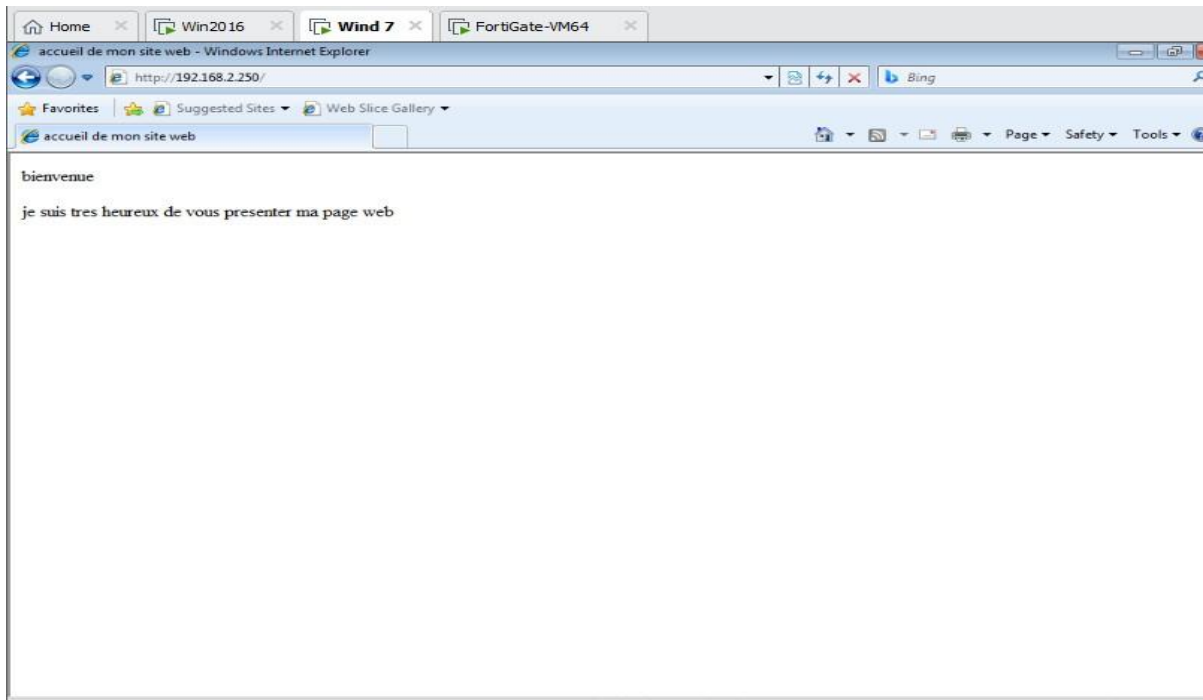 Home Win2016 Wind 7 FortiGate-VM64
accueil de mon site web - Windows Internet Explorer
http://192.168.2.250/ Bing
Favorites Suggested Sites Web Slice Gallery
accueil de mon site web Page Safety Tools
bienvenue
je suis tres heureux de vous presenter ma page web